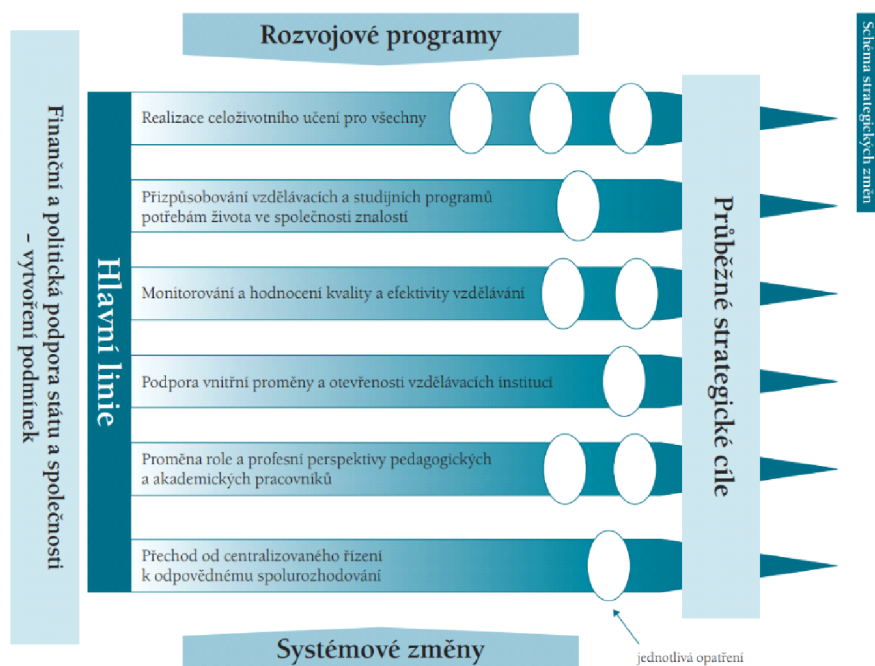 Rozvojové programy
Schéma strategických
změn
Finanční a politická podpora státu a společnosti
– vytvoření podmínek
Hlavní linie
Realizace celoživotního učení pro všechny
Přizpůsobování vzdělávacích a studijních programů
potřebám života ve společnosti znalostí
Monitorování a hodnocení kvality a efektivity vzdělávání
Podpora vnitřní proměny a otevřenosti vzdělávacích institucí
Proměna role a profesní perspektivy pedagogických
a akademických pracovníků
Přechod od centralizovaného řízení
k odpovědnému spolurozhodování
Průběžné strategické cíle
Systémové změny
jednotlivá opatření